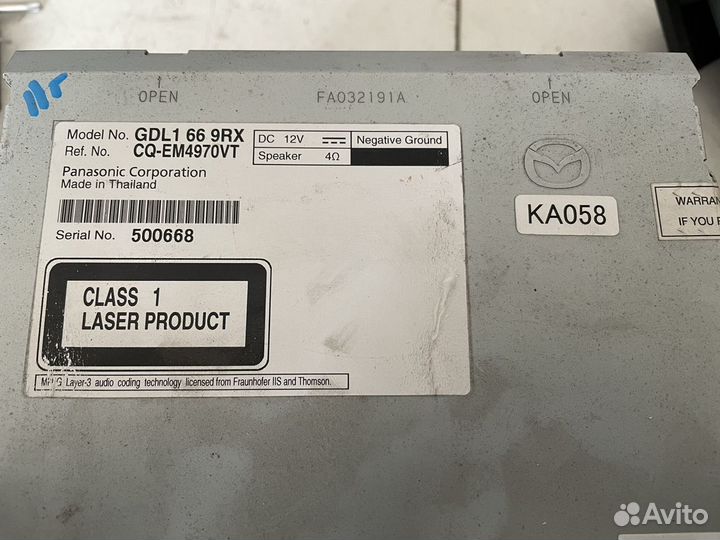 OPEN FA032191A OPEN
Model No. GDL1 66 9RX
Ref. No. CQ-EM4970VT
DC 12V Negative Ground
Speaker 4Ω
Panasonic Corporation
Made in Thailand
KA058
Serial No. 500668
CLASS 1
LASER PRODUCT
MPEG Layer-3 audio coding technology licensed from Fraunhofer IIS and Thomson.
IF YOU
Avito